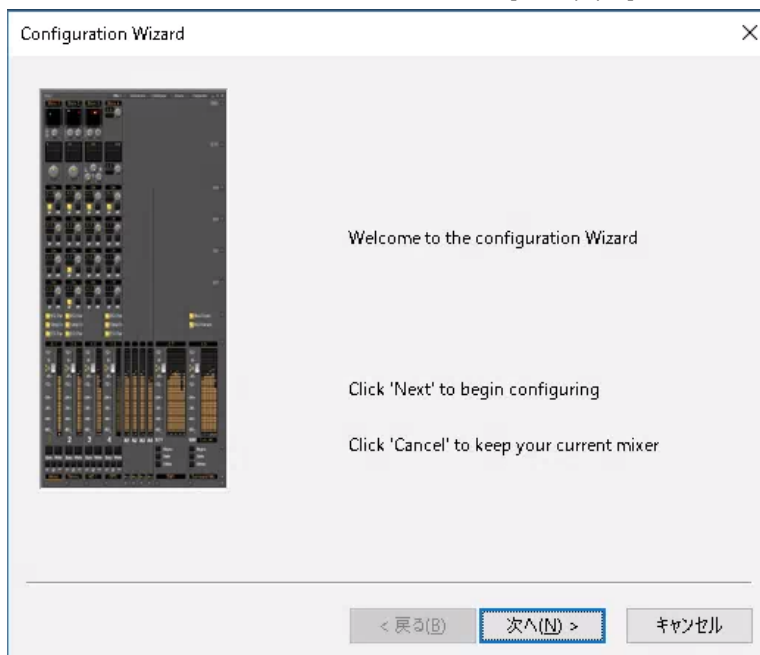 Configuration Wizard
Welcome to the configuration Wizard
Click 'Next' to begin configuring
Click 'Cancel' to keep your current mixer
< 戻る(B)
次へ(N) >
キャンセル